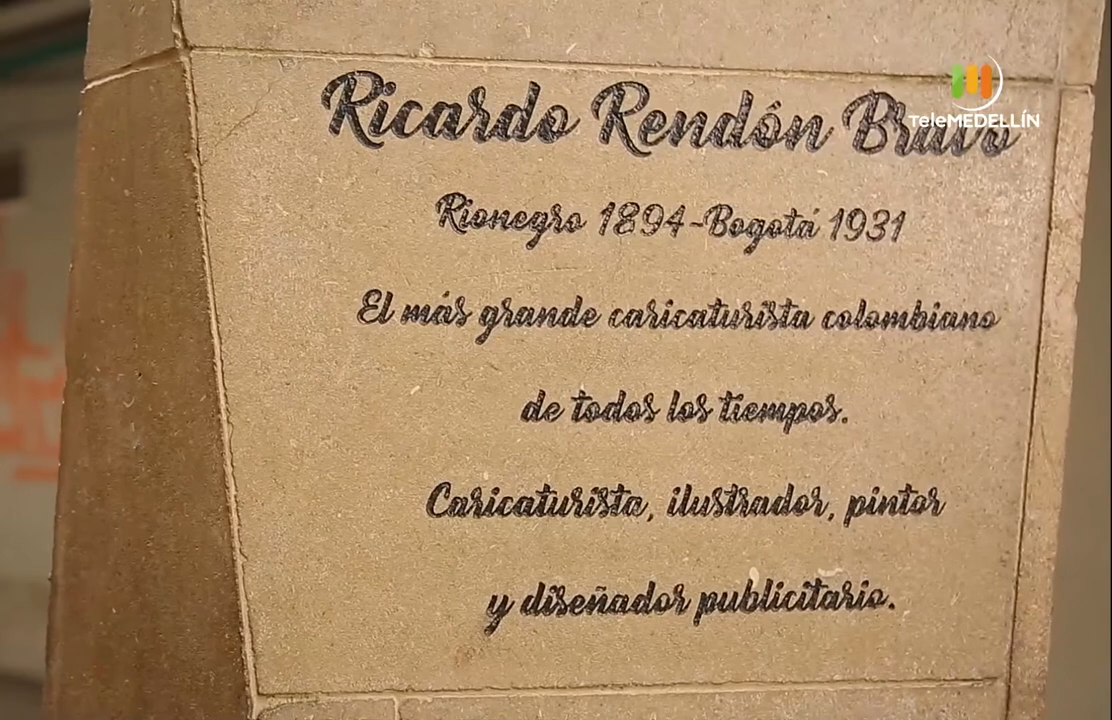 TeleMEDELLÍN
Ricardo Rendón Bravo
Rionegro 1894-Bogotá 1931
El más grande caricaturista colombiano
de todos los tiempos.
Caricaturista, ilustrador, pintor
y diseñador publicitario.